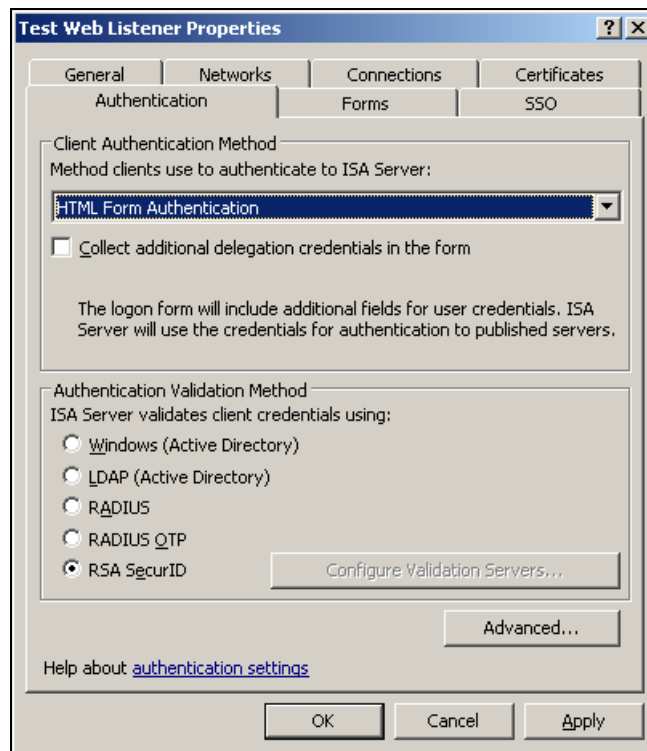 Test Web Listener Properties
General Networks Connections Certificates
Authentication Forms SSO
Client Authentication Method
Method clients use to authenticate to ISA Server:
HTML Form Authentication
Collect additional delegation credentials in the form
The logon form will include additional fields for user credentials. ISA
Server will use the credentials for authentication to published servers.
Authentication Validation Method
ISA Server validates client credentials using:
Windows (Active Directory)
LDAP (Active Directory)
RADIUS
RADIUS OTP
RSA SecurID Configure Validation Servers...
Advanced...
Help about authentication settings
OK Cancel Apply